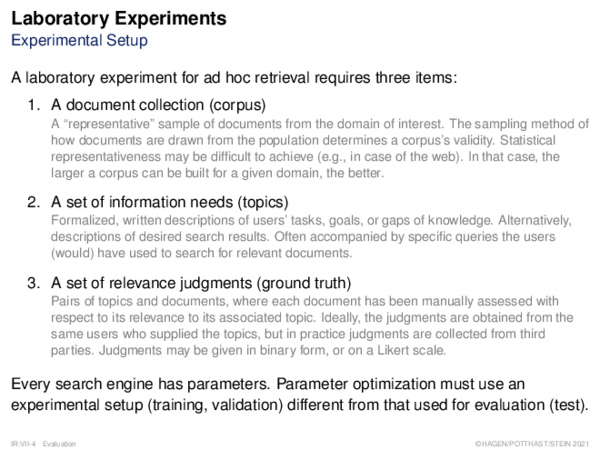 Laboratory Experiments
Experimental Setup
A laboratory experiment for ad hoc retrieval requires three items:
1. A document collection (corpus)
A “representative” sample of documents from the domain of interest. The sampling method of
how documents are drawn from the population determines a corpus’s validity. Statistical
representativeness may be difficult to achieve (e.g., in case of the web). In that case, the
larger a corpus can be built for a given domain, the better.
2. A set of information needs (topics)
Formalized, written descriptions of users’ tasks, goals, or gaps of knowledge. Alternatively,
descriptions of desired search results. Often accompanied by specific queries the users
(would) have used to search for relevant documents.
3. A set of relevance judgments (ground truth)
Pairs of topics and documents, where each document has been manually assessed with
respect to its relevance to its associated topic. Ideally, the judgments are obtained from the
same users who supplied the topics, but in practice judgments are collected from third
parties. Judgments may be given in binary form, or on a Likert scale.
Every search engine has parameters. Parameter optimization must use an
experimental setup (training, validation) different from that used for evaluation (test).
IR:VII-4 Evaluation
©HAGEN/POTTHAST/STEIN 2021